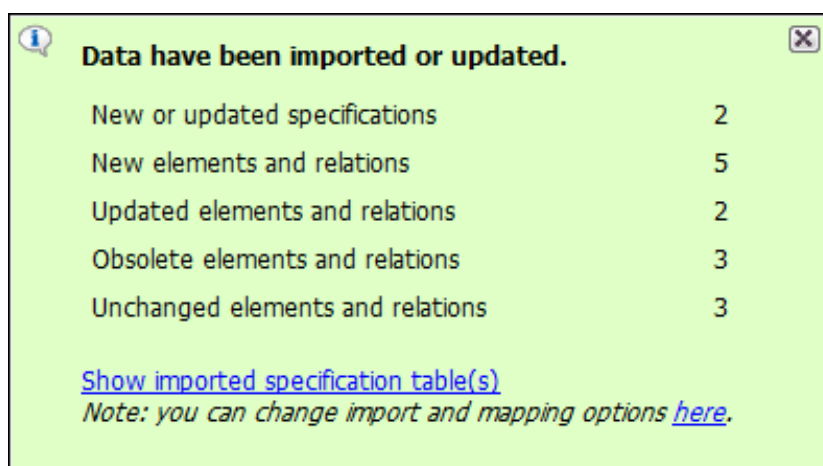 Data have been imported or updated.
New or updated specifications 2
New elements and relations 5
Updated elements and relations 2
Obsolete elements and relations 3
Unchanged elements and relations 3
Show imported specification table(s)
Note: you can change import and mapping options here.